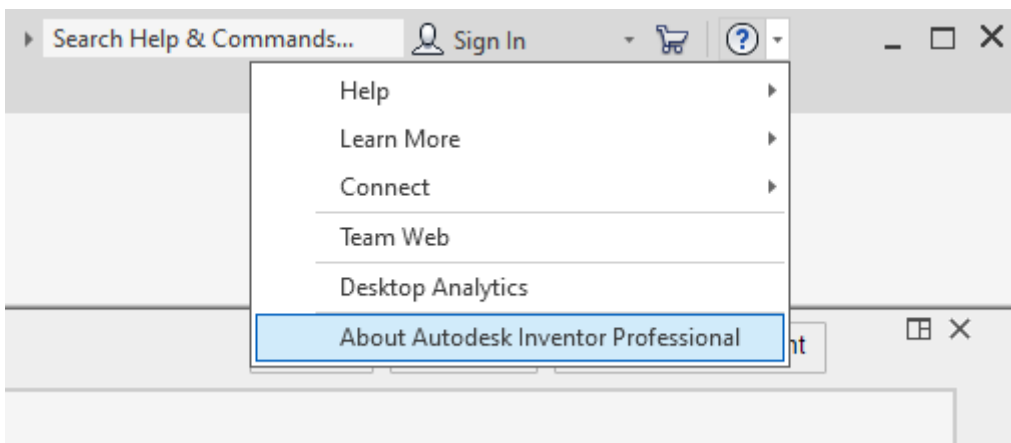 Search Help & Commands... Sign In
Help
Learn More
Connect
Team Web
Desktop Analytics
About Autodesk Inventor Professional